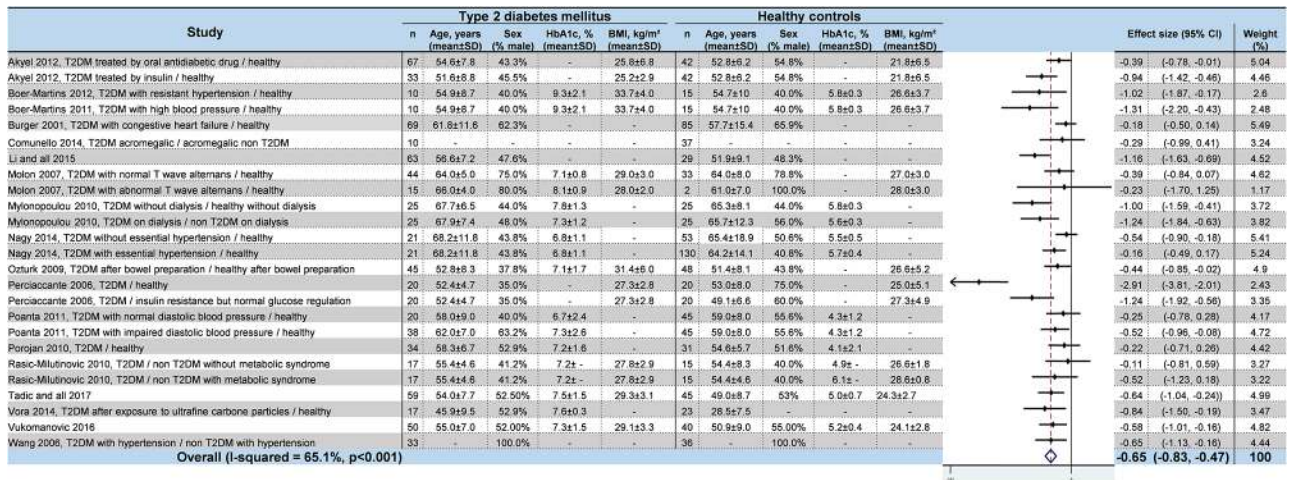 Type 2 diabetes mellitus Healthy controls
Study n Age, years (mean±SD) Sex (% male) HbA1c, % (mean±SD) BMI, kg/m² (mean±SD) n Age, years (mean±SD) Sex (% male) HbA1c, % (mean±SD) BMI, kg/m² (mean±SD) Effect size (95% CI) Weight (%)
Akyel 2012, T2DM treated by oral antidiabetic drug / healthy 67 54.6±7.8 43.3% - 25.8±6.8 42 52.8±6.2 54.8% - 21.8±6.5 -0.39 (-0.78, -0.01) 5.04
Akyel 2012, T2DM treated by insulin / healthy 33 51.6±8.8 45.5% - 25.2±2.9 42 52.8±6.2 54.8% - 21.8±6.5 -0.94 (-1.42, -0.46) 4.46
Boer-Martins 2012, T2DM with resistant hypertension / healthy 10 54.9±8.7 40.0% 9.3±2.1 33.7±4.0 15 54.7±10 40.0% 5.8±0.3 26.6±3.7 -1.02 (-1.87, -0.17) 2.6
Boer-Martins 2011, T2DM with high blood pressure / healthy 10 54.9±8.7 40.0% 9.3±2.1 33.7±4.0 15 54.7±10 40.0% 5.8±0.3 26.6±3.7 -1.31 (-2.20, -0.43) 2.48
Burger 2001, T2DM with congestive heart failure / healthy 69 61.8±11.6 62.3% - - 85 57.7±15.4 65.9% - - -0.18 (-0.50, 0.14) 5.49
Comunello 2014, T2DM acromegalic / acromegalic non T2DM 10 - - - - 37 - - - - -0.29 (-0.99, 0.41) 3.24
Li and all 2015 63 56.6±7.2 47.6% - - 29 51.9±9.1 48.3% - - -1.16 (-1.63, -0.69) 4.52
Molon 2007, T2DM with normal T wave alternans / healthy 44 64.0±5.0 75.0% 7.1±0.8 29.0±3.0 33 64.0±8.0 78.8% - 27.0±3.0 -0.39 (-0.84, 0.07) 4.62
Molon 2007, T2DM with abnormal T wave alternans / healthy 15 66.0±4.0 80.0% 8.1±0.9 28.0±2.0 2 61.0±7.0 100.0% - 28.0±3.0 -0.23 (-1.70, 1.25) 1.17
Mylonopoulou 2010, T2DM without dialysis / healthy without dialysis 25 67.7±6.5 44.0% 7.8±1.3 - 25 65.3±8.1 44.0% 5.8±0.3 - -1.00 (-1.59, -0.41) 3.72
Mylonopoulou 2010, T2DM on dialysis / non T2DM on dialysis 25 67.9±7.4 48.0% 7.3±1.2 - 25 65.7±12.3 56.0% 5.6±0.3 - -1.24 (-1.84, -0.63) 3.82
Nagy 2014, T2DM without essential hypertension / healthy 21 68.2±11.8 43.8% 6.8±1.1 - 53 65.4±18.9 50.6% 5.5±0.5 - -0.54 (-0.90, -0.18) 5.41
Nagy 2014, T2DM with essential hypertension / healthy 21 68.2±11.8 43.8% 6.8±1.1 - 130 64.2±14.1 40.8% 5.7±0.4 - -0.16 (-0.49, 0.17) 5.24
Ozturk 2009, T2DM after bowel preparation / healthy after bowel preparation 45 52.8±8.3 37.8% 7.1±1.7 31.4±6.0 48 51.4±8.1 43.8% - 26.6±5.2 -0.44 (-0.85, -0.02) 4.9
Perciaccante 2006, T2DM / healthy 20 52.4±4.7 35.0% - 27.3±2.8 20 53.0±8.0 75.0% - 25.0±5.1 -2.91 (-3.81, -2.01) 2.43
Perciaccante 2006, T2DM / insulin resistance but normal glucose regulation 20 52.4±4.7 35.0% - 27.3±2.8 20 49.1±6.6 60.0% - 27.3±4.9 -1.24 (-1.92, -0.56) 3.35
Poanta 2011, T2DM with normal diastolic blood pressure / healthy 20 58.0±9.0 40.0% 6.7±2.4 - 45 59.0±8.0 55.6% 4.3±1.2 - -0.25 (-0.78, 0.28) 4.17
Poanta 2011, T2DM with impaired diastolic blood pressure / healthy 38 62.0±7.0 63.2% 7.3±2.6 - 45 59.0±8.0 55.6% 4.3±1.2 - -0.52 (-0.96, -0.08) 4.72
Porojan 2010, T2DM / healthy 34 58.3±6.7 52.9% 7.2±1.6 - 31 54.6±5.7 51.6% 4.1±2.1 - -0.22 (-0.71, 0.26) 4.42
Rasic-Milutinovic 2010, T2DM / non T2DM without metabolic syndrome 17 55.4±4.6 41.2% 7.2± - 27.8±2.9 15 54.4±8.3 40.0% 4.9± - 26.6±1.8 -0.11 (-0.81, 0.59) 3.27
Rasic-Milutinovic 2010, T2DM / non T2DM with metabolic syndrome 17 55.4±4.6 41.2% 7.2± - 27.8±2.9 15 54.4±4.6 40.0% 6.1± - 28.6±0.8 -0.52 (-1.23, 0.18) 3.22
Tadic and all 2017 59 54.0±7.7 52.50% 7.5±1.5 29.3±3.1 45 49.0±8.7 53% 5.0±0.7 24.3±2.7 -0.64 (-1.04, -0.24)) 4.99
Vora 2014, T2DM after exposure to ultrafine carbone particles / healthy 17 45.9±9.5 52.9% 7.6±0.3 - 23 28.5±7.5 - - - -0.84 (-1.50, -0.19) 3.47
Vukomanovic 2016 50 55.0±7.0 52.00% 7.3±1.5 29.1±3.3 40 50.9±9.0 55.00% 5.2±0.4 24.1±2.8 -0.58 (-1.01, -0.16) 4.82
Wang 2006, T2DM with hypertension / non T2DM with hypertension 33 - 100.0% - - 36 - 100.0% - - -0.65 (-1.13, -0.16) 4.44
Overall (I-squared = 65.1%, p<0.001) -0.65 (-0.83, -0.47) 100